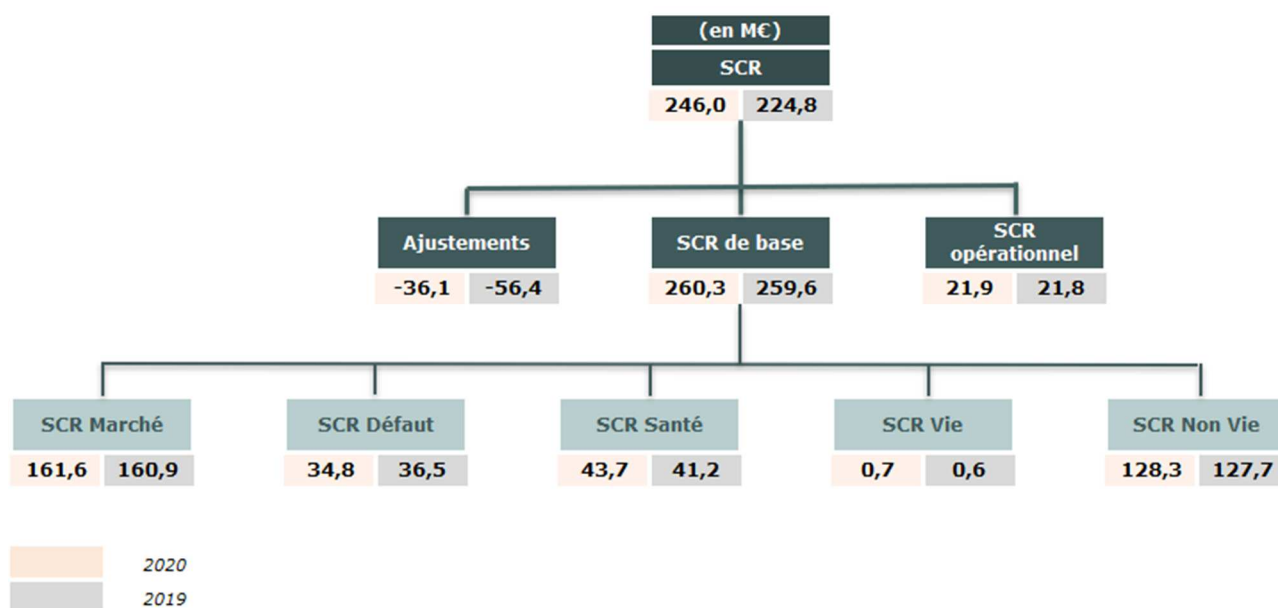 (en M€)
SCR
246,0 224,8
Ajustements
-36,1 -56,4
SCR de base
260,3 259,6
SCR
opérationnel
21,9 21,8
SCR Marché
161,6 160,9
SCR Défaut
34,8 36,5
SCR Santé
43,7 41,2
SCR Vie
0,7 0,6
SCR Non Vie
128,3 127,7
2020
2019